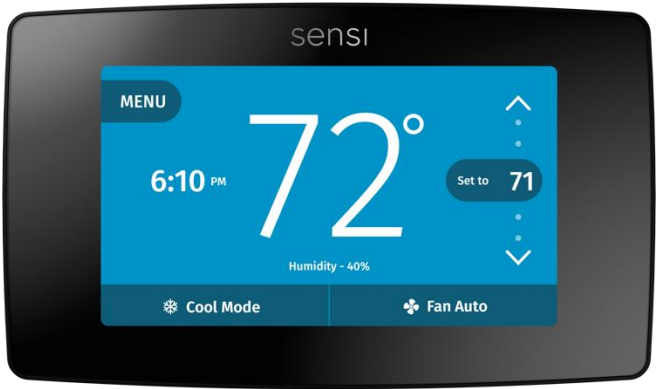 sensi
MENU
72°
6:10 PM
Set to 71
Humidity - 40%
Cool Mode
Fan Auto